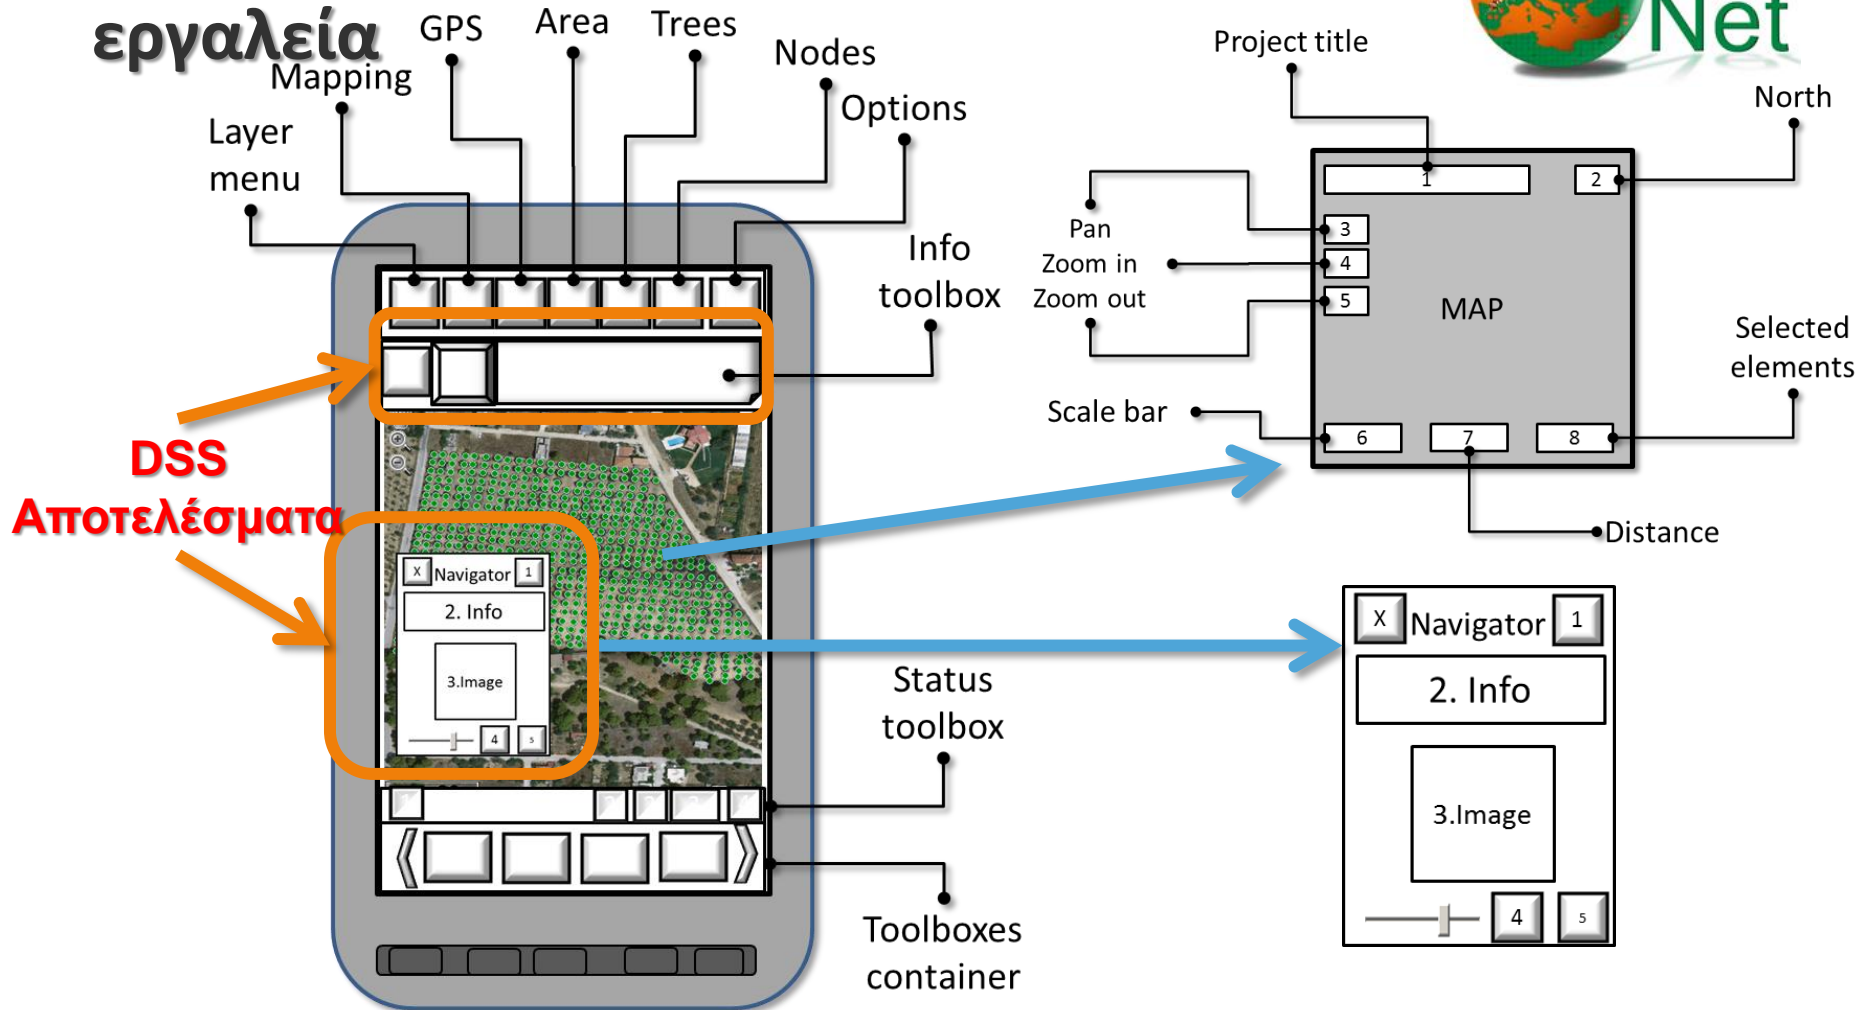 εργαλεία
GPS
Area
Trees
Mapping
Nodes
Options
Layer
menu
Info
toolbox
DSS
Αποτελέσματα
X Navigator 1
2. Info
3.Image
4 5
Status
toolbox
Toolboxes
container
Net
Project title
North
1 2
Pan
Zoom in
Zoom out
3
4
5
MAP
Selected
elements
Scale bar
6 7 8
Distance
X Navigator 1
2. Info
3.Image
4 5